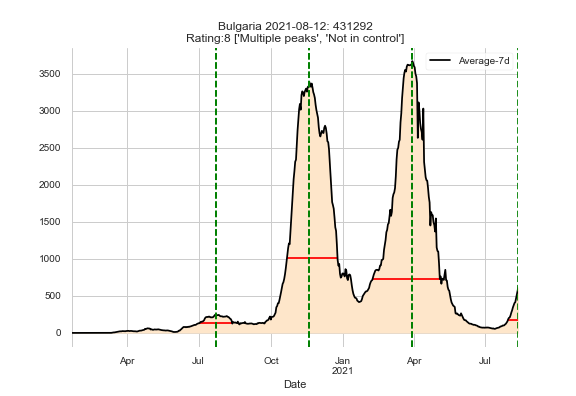 Bulgaria 2021-08-12: 431292
Rating:8 ['Multiple peaks', 'Not in control']
Average-7d
3500
3000
2500
2000
1500
1000
500
0
Apr Jul Oct Jan Apr Jul
2021
Date